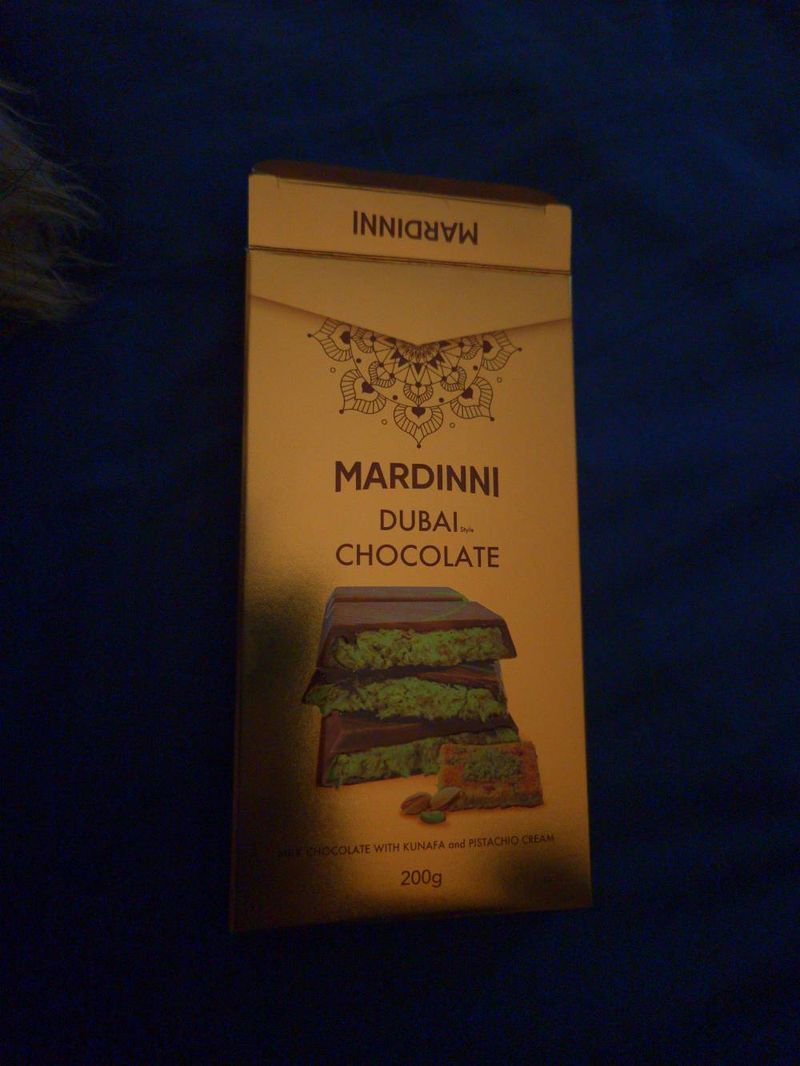 MARDINNI
MARDINNI
DUBAI Style
CHOCOLATE
MILK CHOCOLATE WITH KUNAFA and PISTACHIO CREAM
200g